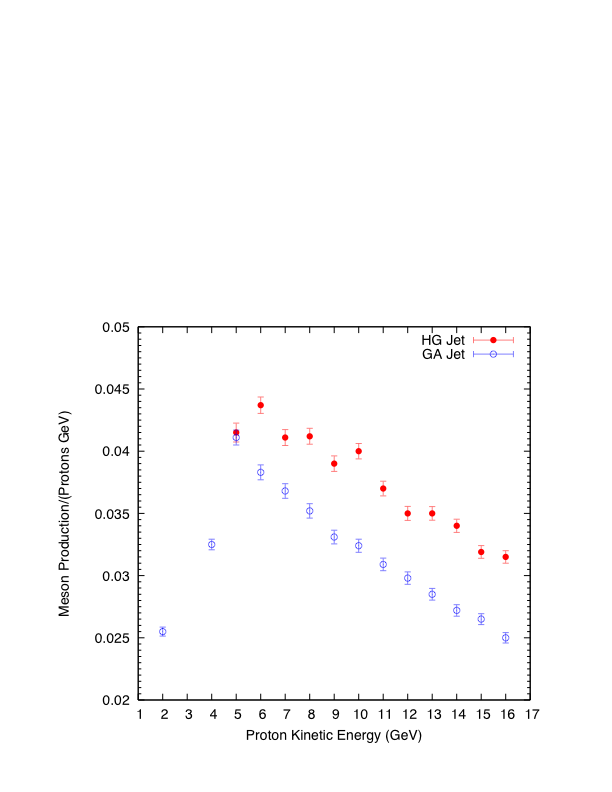 0.05
HG Jet
GA Jet
0.045
0.04
0.035
0.03
0.025
0.02
Meson Production/(Protons GeV)
1 2 3 4 5 6 7 8 9 10 11 12 13 14 15 16 17
Proton Kinetic Energy (GeV)